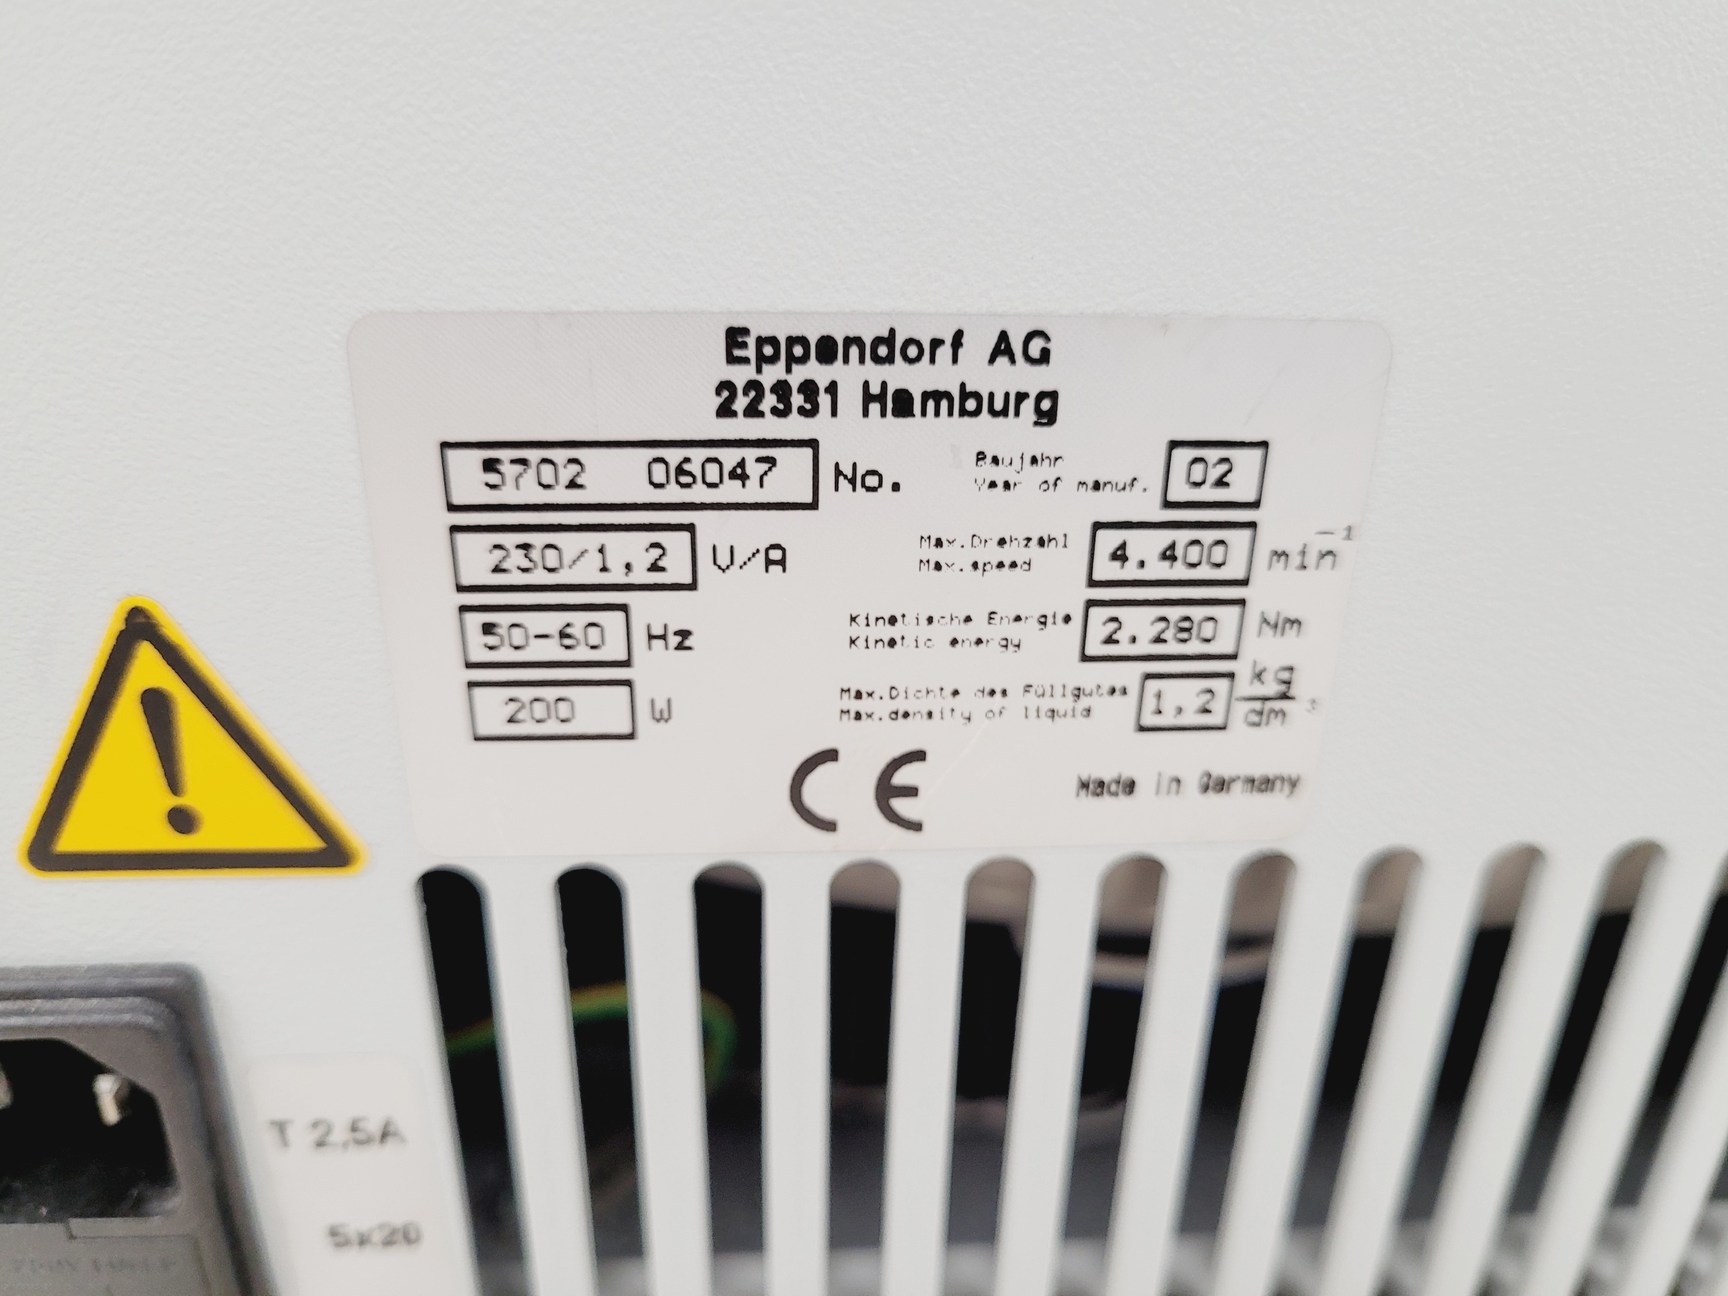 Eppendorf AG
22331 Hamburg
5702 06047 No.
Baujahr
Year of manuf.
02
230/1,2 V/A
Max.Drehzahl
Max.speed
4.400 min⁻¹
50-60 Hz
Kinetische Energie
Kinetic energy
2.280 Nm
200 W
Max.Dichte des Füllgutes
Max.density of liquid
1,2 kg/dm³
CE
Made in Germany
T 2,5A
5x20